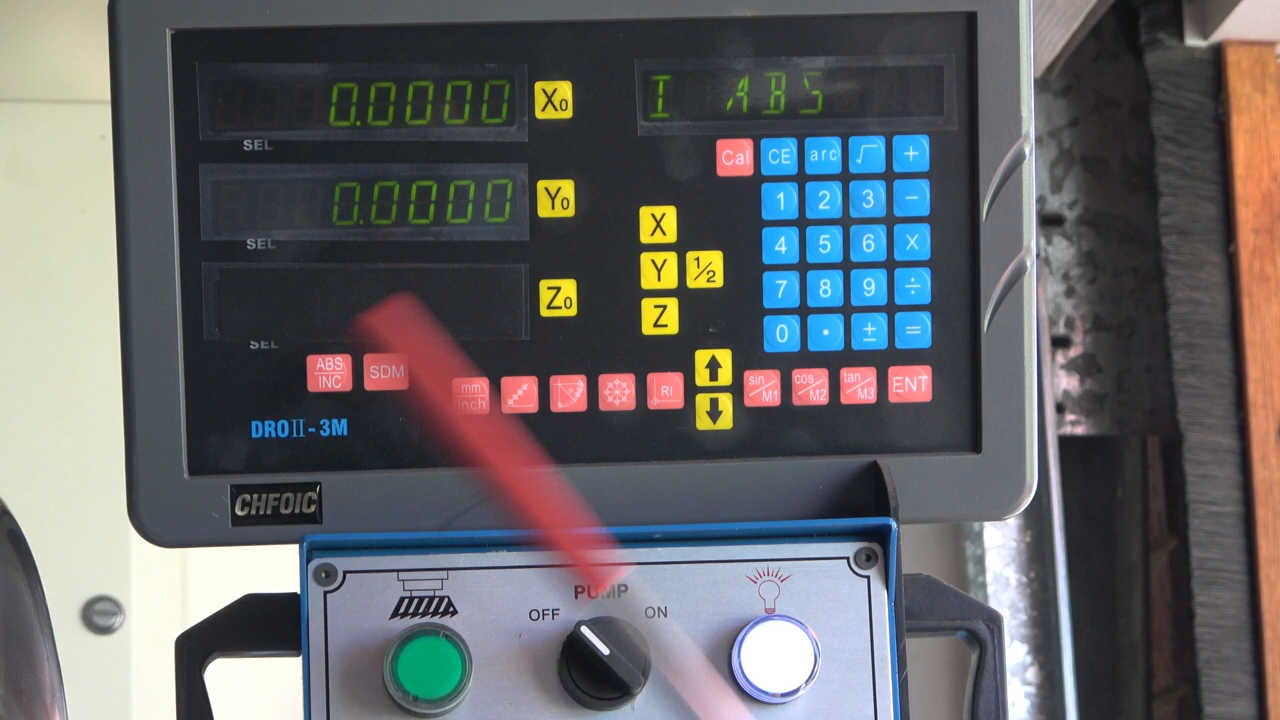 0.0000 X0 I ABS
SEL
Cal CE arc √ +
0.0000 Y0 1 2 3 −
SEL
X
4 5 6 X
Y 1/2
Z0 7 8 9 ÷
Z
0 • ± =
SEL
ABS/INC SDM mm/inch RI sin/M1 cos/M2 tan/M3 ENT
DROII-3M
CHFOIC
PUMP
OFF ON